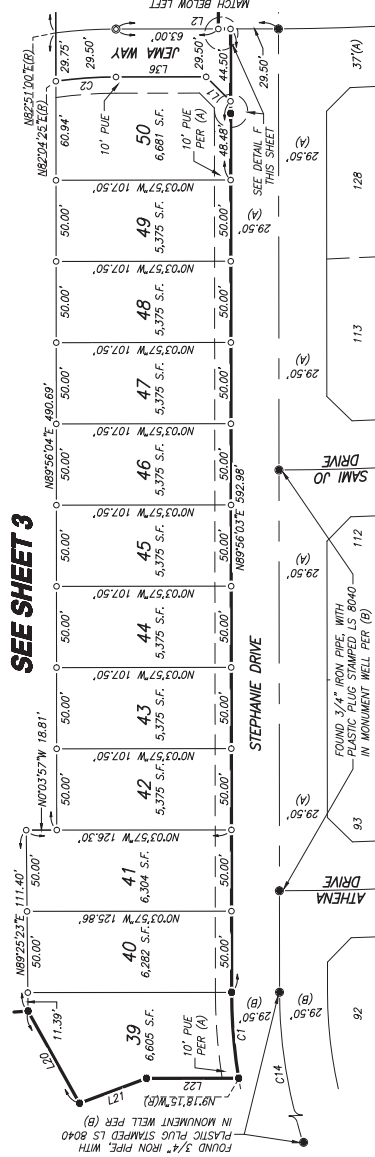 SEE SHEET 3
N89°25'23"E 111.40'
11.39'
50.00'
50.00'
N0°03'57"W 18.81'
N89°56'04"E 490.69'
50.00'
50.00'
50.00'
50.00'
50.00'
50.00'
50.00'
50.00'
60.94'
N82°04'25"E(R)
N82°51'00"E(R)
29.75'
29.50'
C2
L36
63.00'
JEMA WAY
L2
29.50'
44.50'
L1
MATCH BELOW LEFT
L20
L21
L22
39
6,605 S.F.
40
6,282 S.F.
N0°03'57"W 125.86'
41
6,304 S.F.
N0°03'57"W 126.30'
42
5,375 S.F.
N0°03'57"W 107.50'
43
5,375 S.F.
N0°03'57"W 107.50'
44
5,375 S.F.
N0°03'57"W 107.50'
45
5,375 S.F.
N0°03'57"W 107.50'
46
5,375 S.F.
N0°03'57"W 107.50'
47
5,375 S.F.
N0°03'57"W 107.50'
48
5,375 S.F.
N0°03'57"W 107.50'
49
5,375 S.F.
N0°03'57"W 107.50'
50
6,681 S.F.
10' PUE
10' PUE
PER (A)
10' PUE
PER (A)
50.00'
50.00'
50.00'
50.00'
50.00'
50.00'
50.00'
50.00'
50.00'
50.00'
48.48'
N89°56'03"E 592.98'
C1
N9°18'15"W(R)
STEPHANIE DRIVE
SEE DETAIL F
THIS SHEET
29.50'
29.50'
(B)
29.50'
(B)
C14
29.50'
(A)
29.50'
(A)
29.50'
(A)
29.50'
(A)
29.50'
(A)
37'(A)
FOUND 3/4" IRON PIPE, WITH
PLASTIC PLUG STAMPED LS 8040
IN MONUMENT WELL PER (B)
FOUND 3/4" IRON PIPE, WITH
PLASTIC PLUG STAMPED LS 8040
IN MONUMENT WELL PER (B)
ATHENA
DRIVE
SAMI JO
DRIVE
92
93
112
113
128